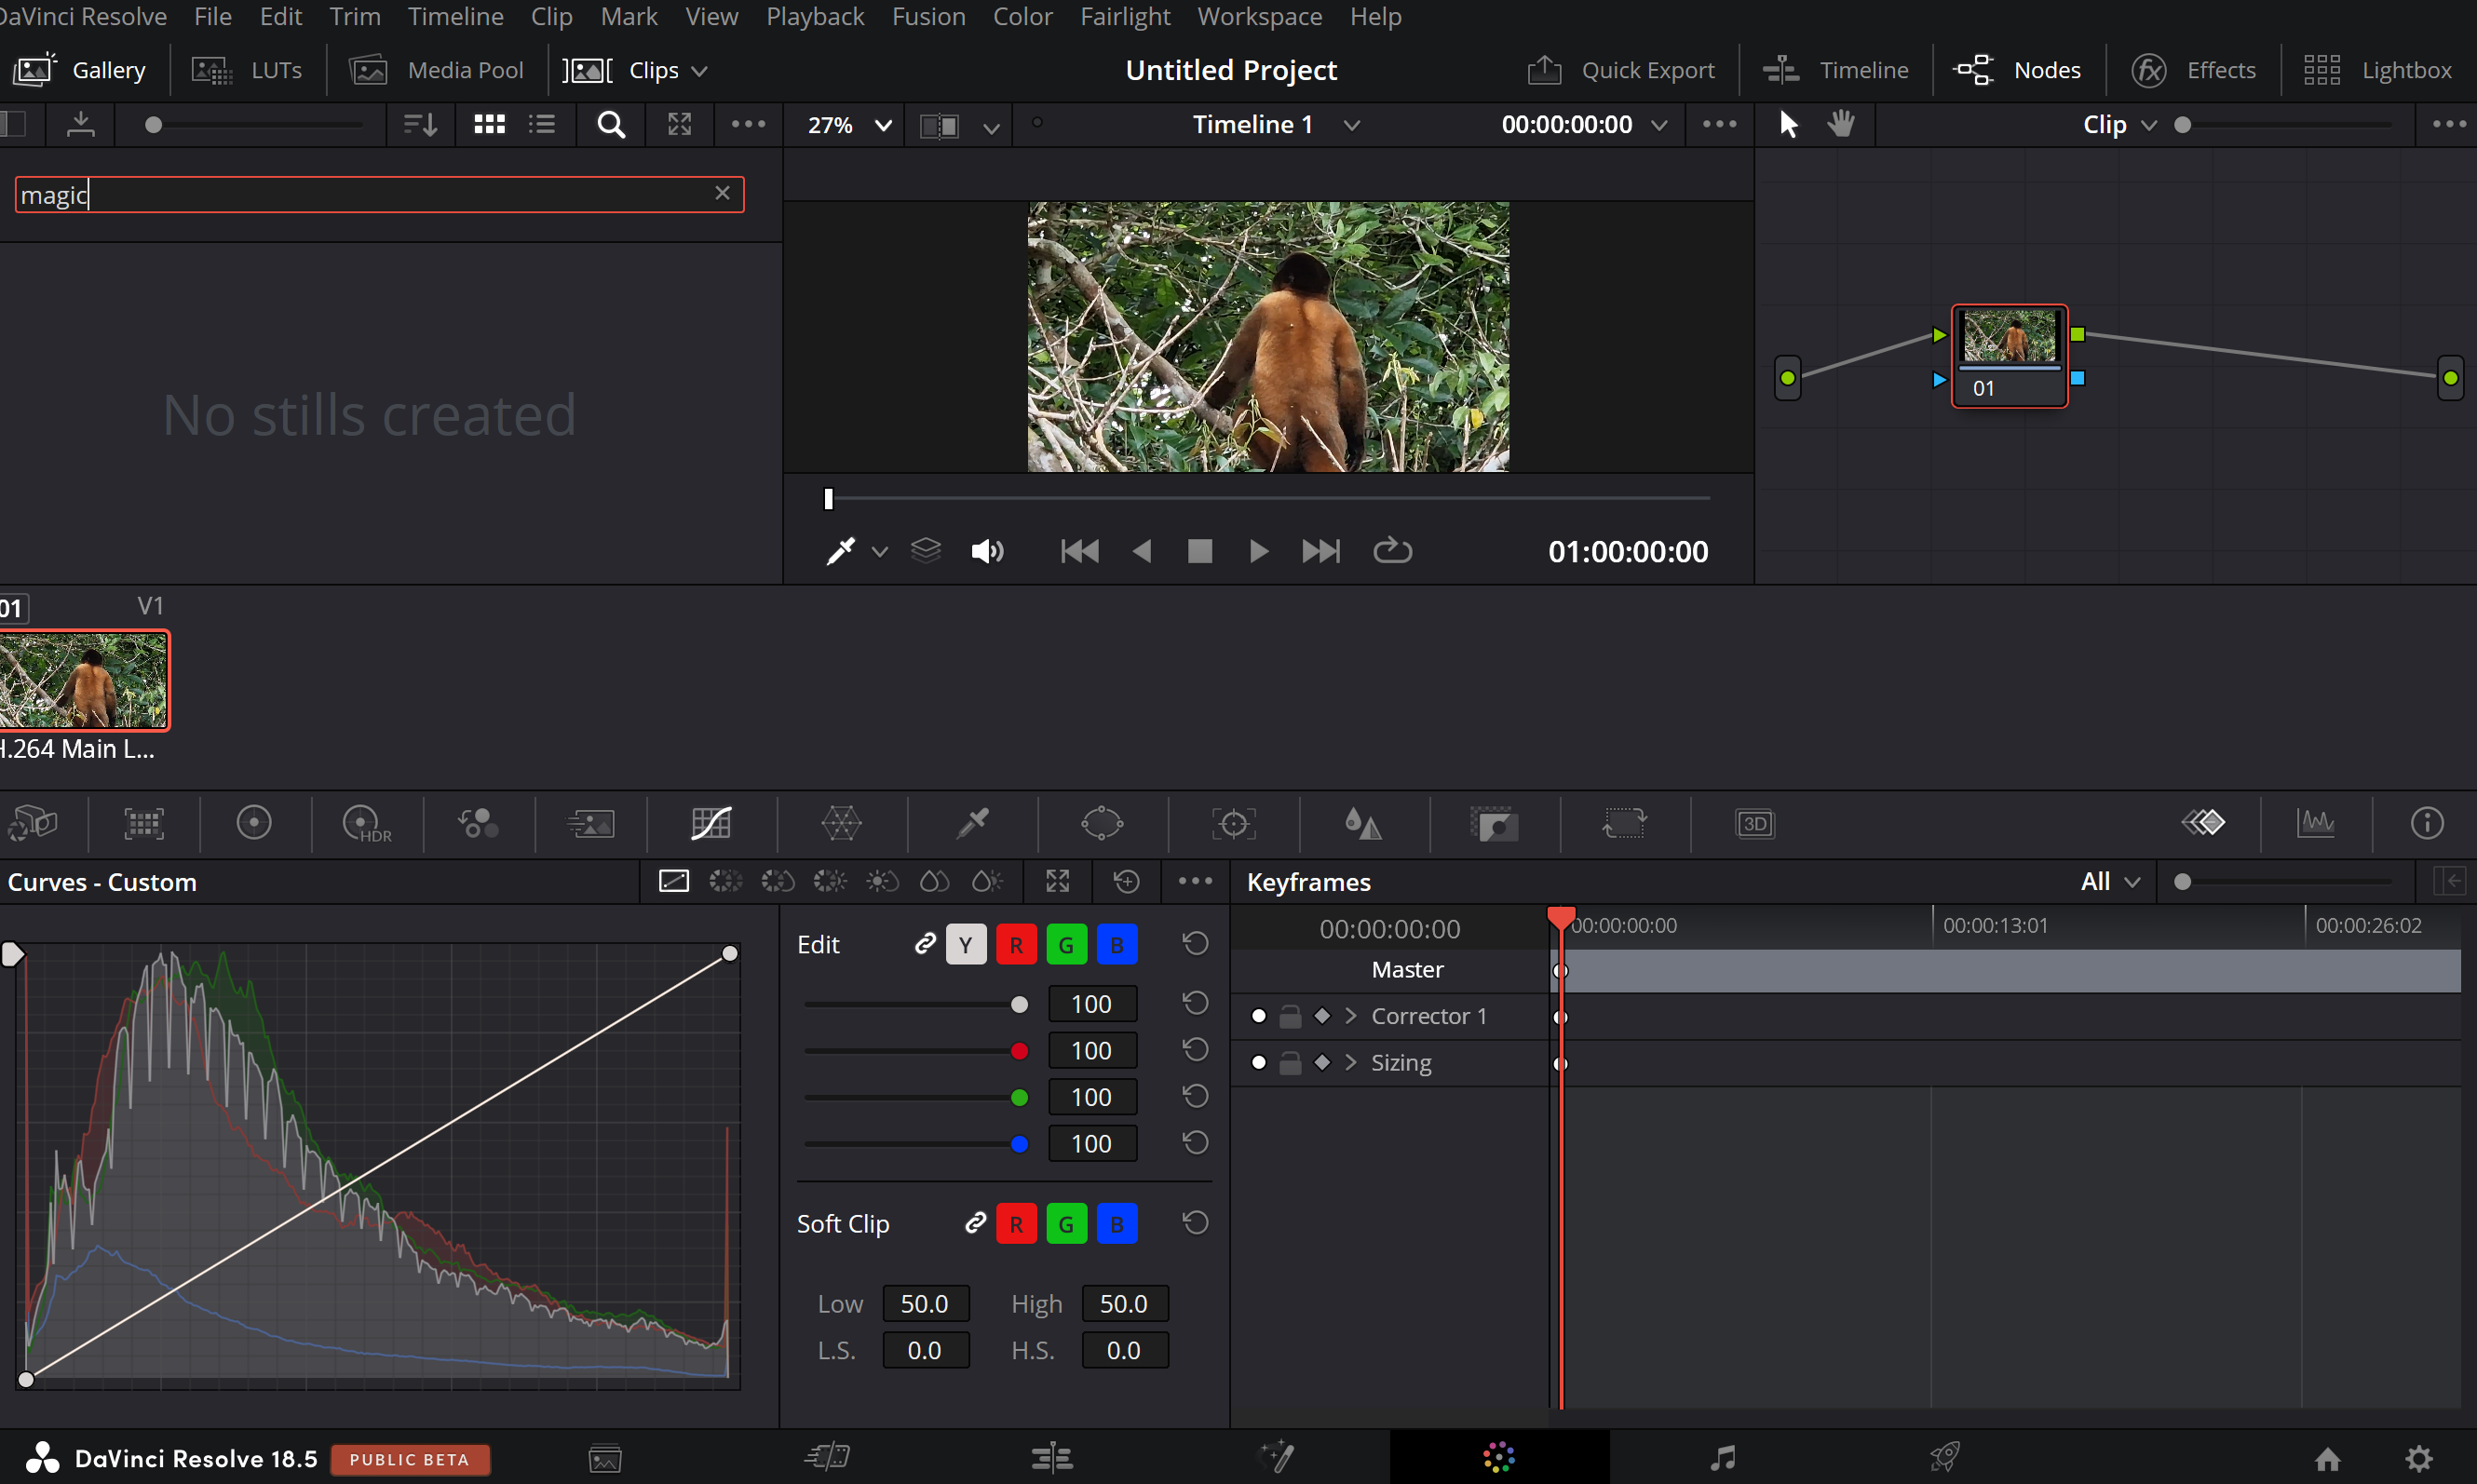 DaVinci Resolve File Edit Trim Timeline Clip Mark View Playback Fusion Color Fairlight Workspace Help
Gallery LUTs Media Pool Clips Untitled Project Quick Export Timeline Nodes fx Effects Lightbox
27% Timeline 1 00:00:00:00 Clip
magic
No stills created
01
01:00:00:00
01 V1
H.264 Main L...
HDR 3D
Curves - Custom
Keyframes All
Edit Y R G B
100
100
100
100
Soft Clip R G B
Low 50.0 High 50.0
L.S. 0.0 H.S. 0.0
00:00:00:00 00:00:00:00 00:00:13:01 00:00:26:02
Master
Corrector 1
Sizing
DaVinci Resolve 18.5 PUBLIC BETA